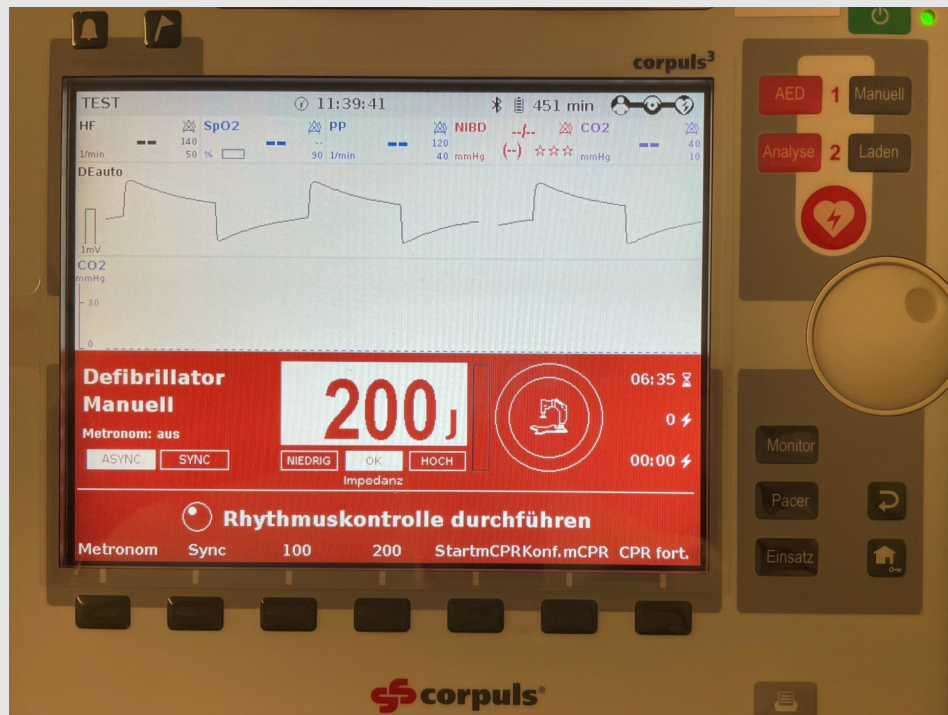 corpuls³
TEST 11:39:41 451 min
HF -- 140 50 1/min
SpO2 -- -- 90 %
PP -- 120 40 1/min
NIBD --/-- (--) mmHg
CO2 -- 40 10 mmHg
DEauto
1mV
CO2
mmHg
30
0
Defibrillator
Manuell
Metronom: aus
ASYNC SYNC
200 J
NIEDRIG OK HOCH
Impedanz
06:35
0
00:00
Rhythmuskontrolle durchführen
Metronom Sync 100 200 StartmCPR Konf.mCPR CPR fort.
AED 1 Manuell
Analyse 2 Laden
Monitor
Pacer
Einsatz
corpuls®